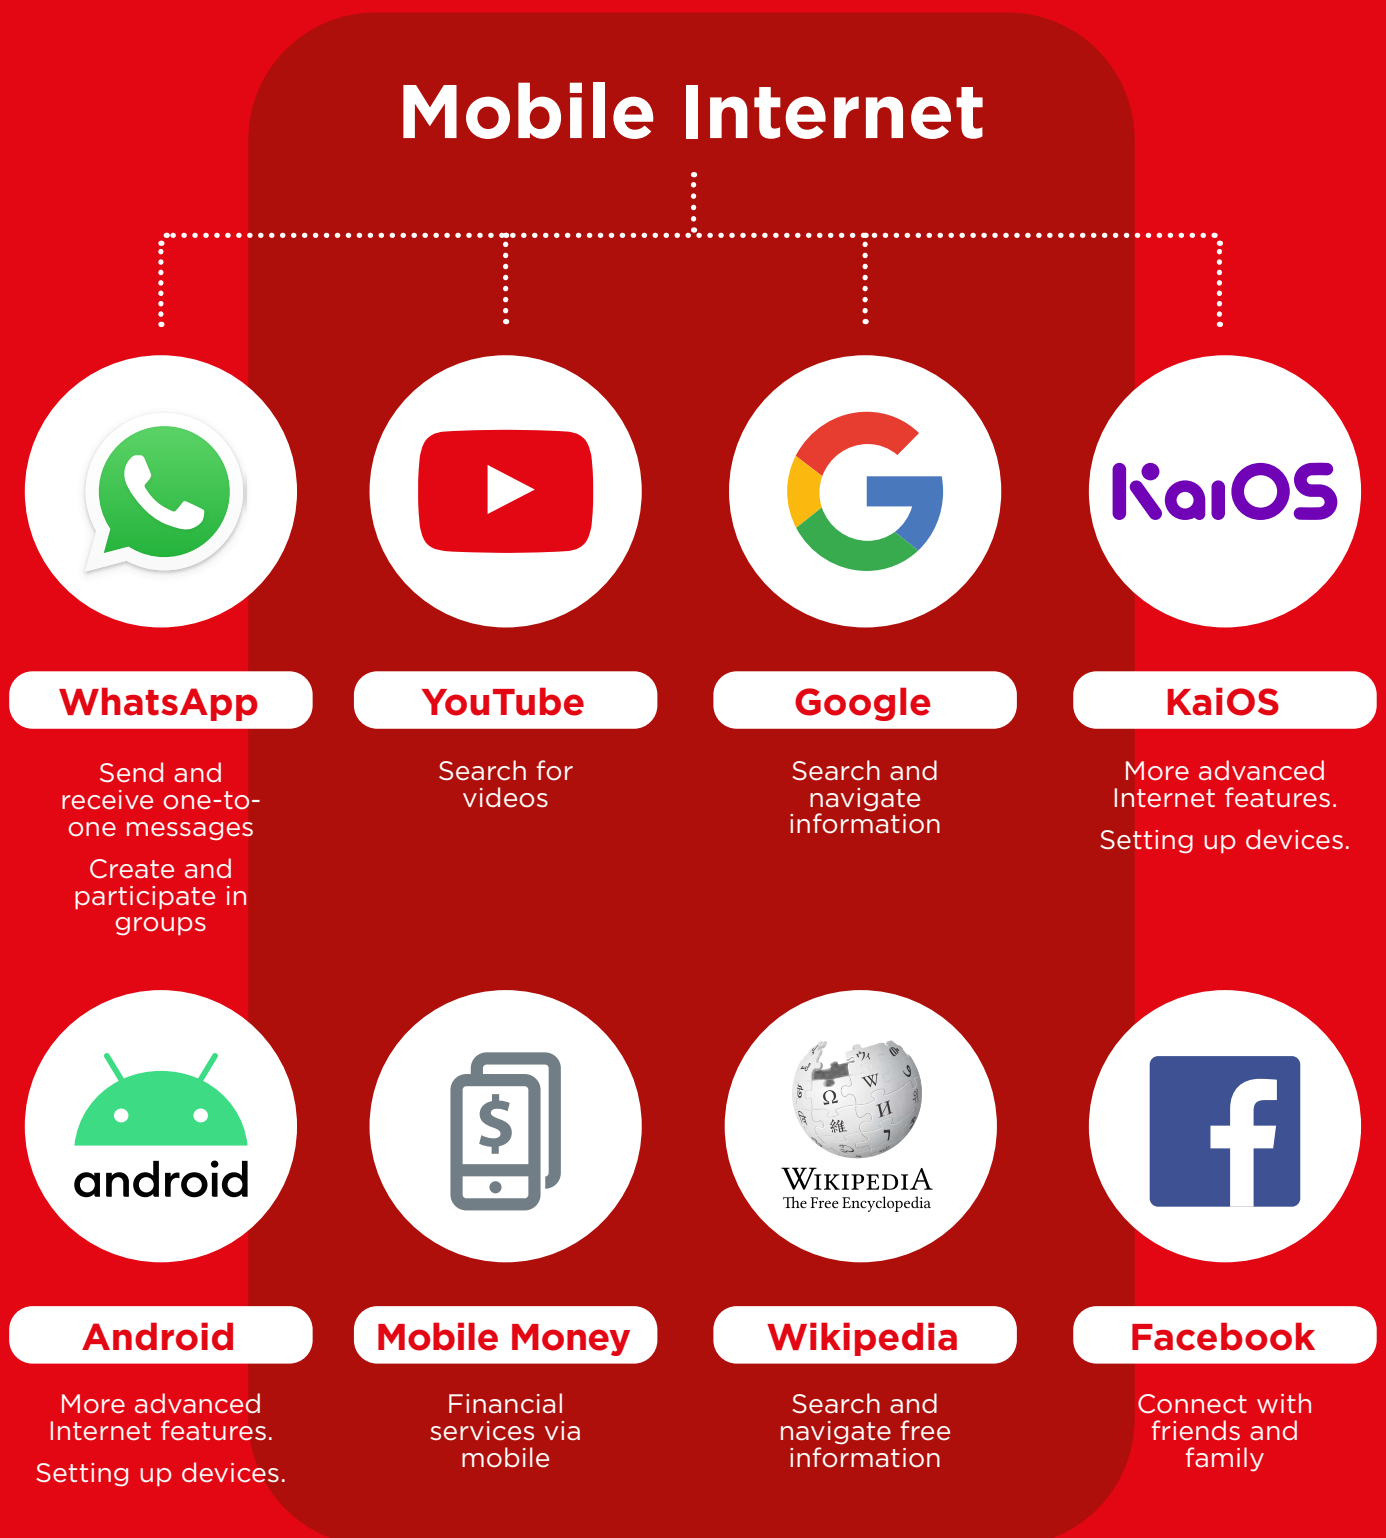 Mobile Internet
KaiOS
WhatsApp
YouTube
Google
KaiOS
Send and
receive one-to-
one messages
Create and
participate in
groups
Search for
videos
Search and
navigate
information
More advanced
Internet features.
Setting up devices.
android
$
Ω
W
И
維
WIKIPEDIA
The Free Encyclopedia
f
Android
Mobile Money
Wikipedia
Facebook
More advanced
Internet features.
Setting up devices.
Financial
services via
mobile
Search and
navigate free
information
Connect with
friends and
family